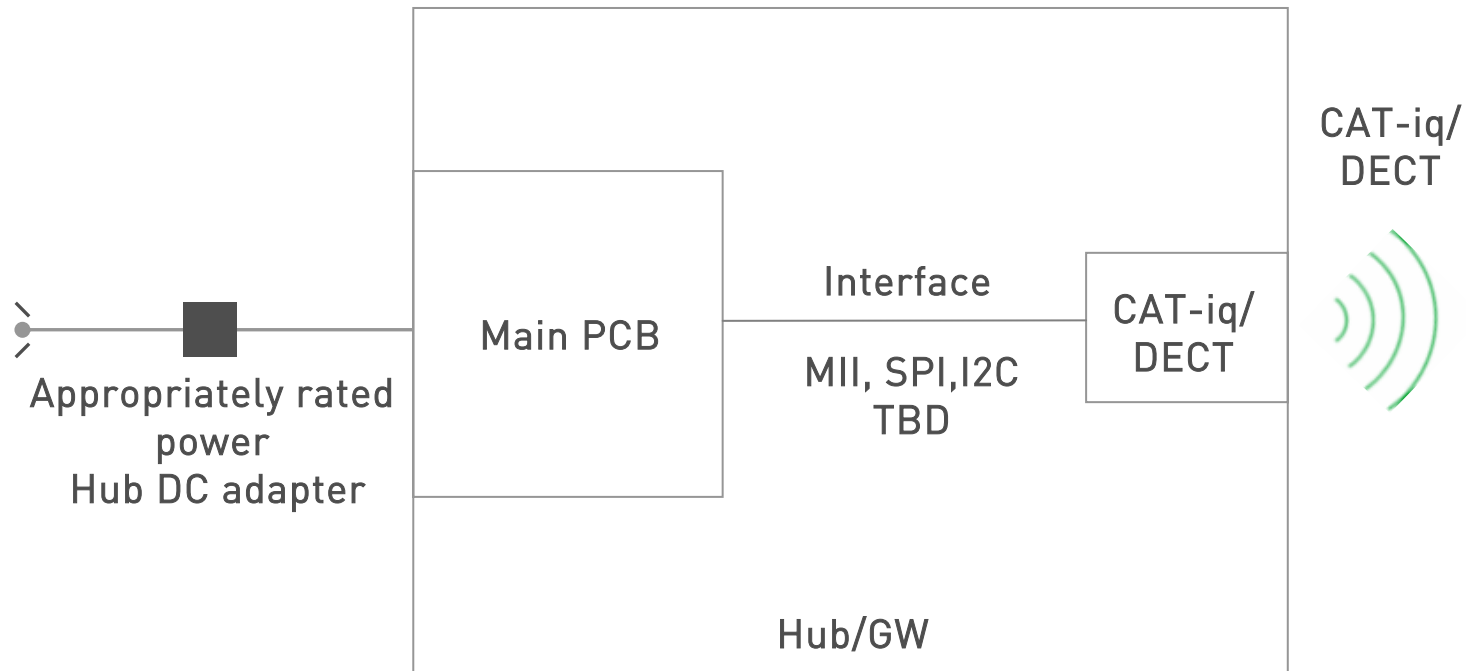 CAT-iq/
DECT
Interface
CAT-iq/
DECT
Main PCB
MII, SPI,I2C
TBD
Appropriately rated
power
Hub DC adapter
Hub/GW